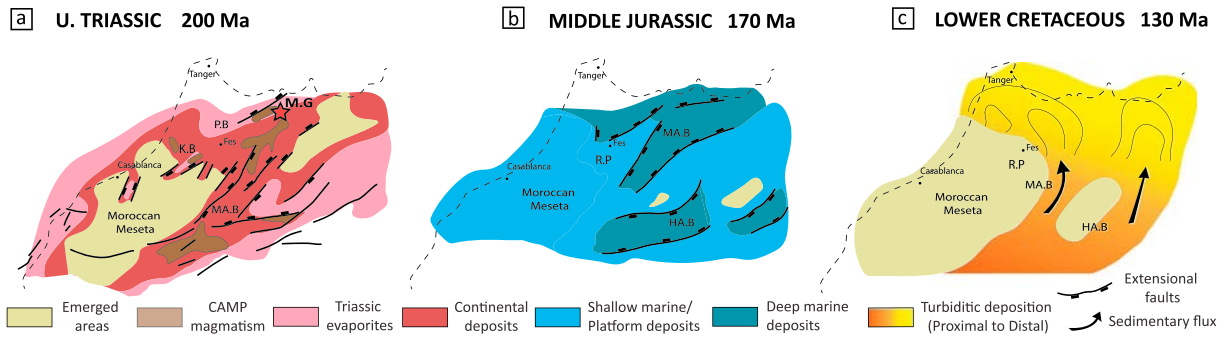 a U. TRIASSIC 200 Ma
Tanger
M.G
P.B
Fes
K.B
Casablanca
Moroccan
Meseta
MA.B
b MIDDLE JURASSIC 170 Ma
Tanger
MA.B
Fes
R.P
Casablanca
Moroccan
Meseta
HA.B
c LOWER CRETACEOUS 130 Ma
Tanger
Fes
R.P
Casablanca
MA.B
Moroccan
Meseta
HA.B
Emerged
areas
CAMP
magmatism
Triassic
evaporites
Continental
deposits
Shallow marine/
Platform deposits
Deep marine
deposits
Turbiditic deposition
(Proximal to Distal)
Extensional
faults
Sedimentary flux